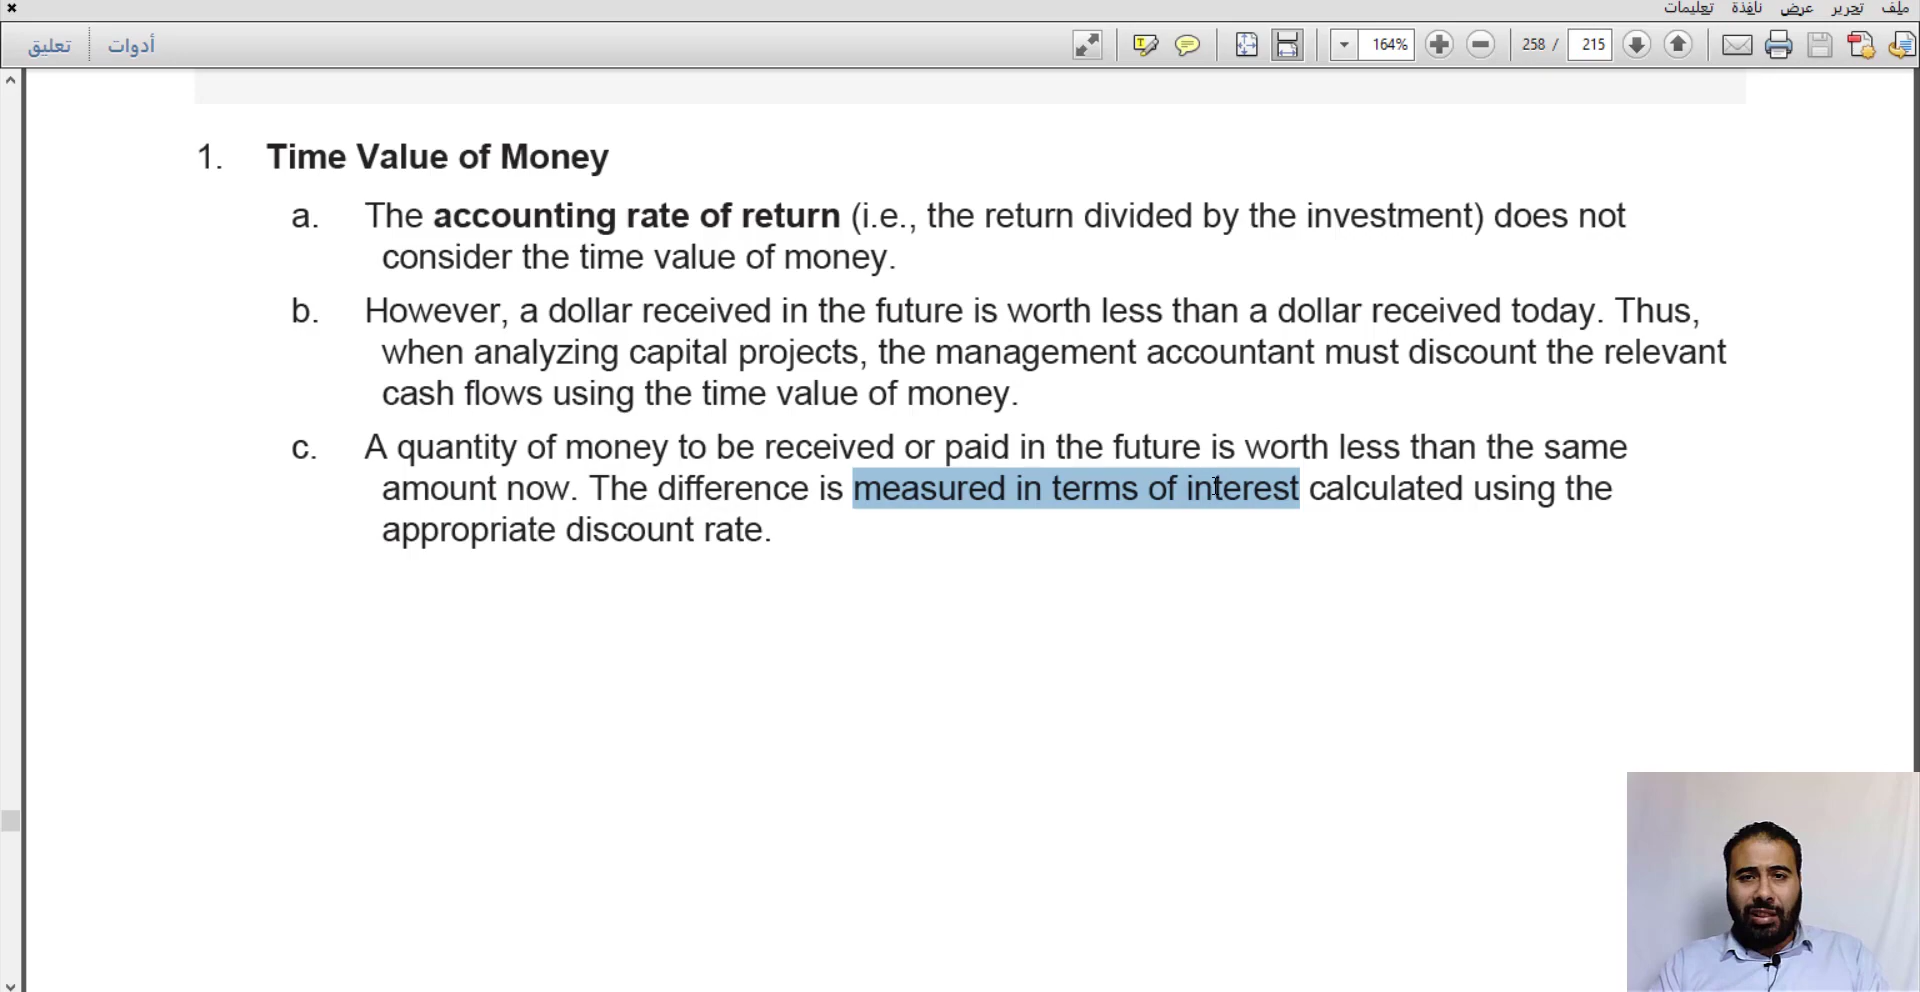 ملف تحرير عرض نافذة تعليمات
215 / 258 164% أدوات تعليق
1. Time Value of Money
a. The accounting rate of return (i.e., the return divided by the investment) does not
consider the time value of money.
b. However, a dollar received in the future is worth less than a dollar received today. Thus,
when analyzing capital projects, the management accountant must discount the relevant
cash flows using the time value of money.
c. A quantity of money to be received or paid in the future is worth less than the same
amount now. The difference is measured in terms of interest calculated using the
appropriate discount rate.